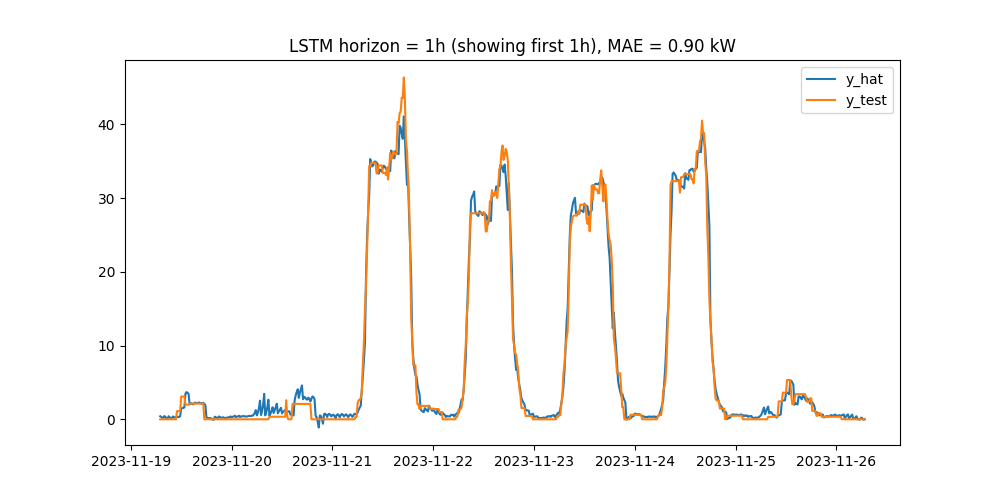 LSTM horizon = 1h (showing first 1h), MAE = 0.90 kW
y_hat
y_test
40
30
20
10
0
2023-11-19 2023-11-20 2023-11-21 2023-11-22 2023-11-23 2023-11-24 2023-11-25 2023-11-26